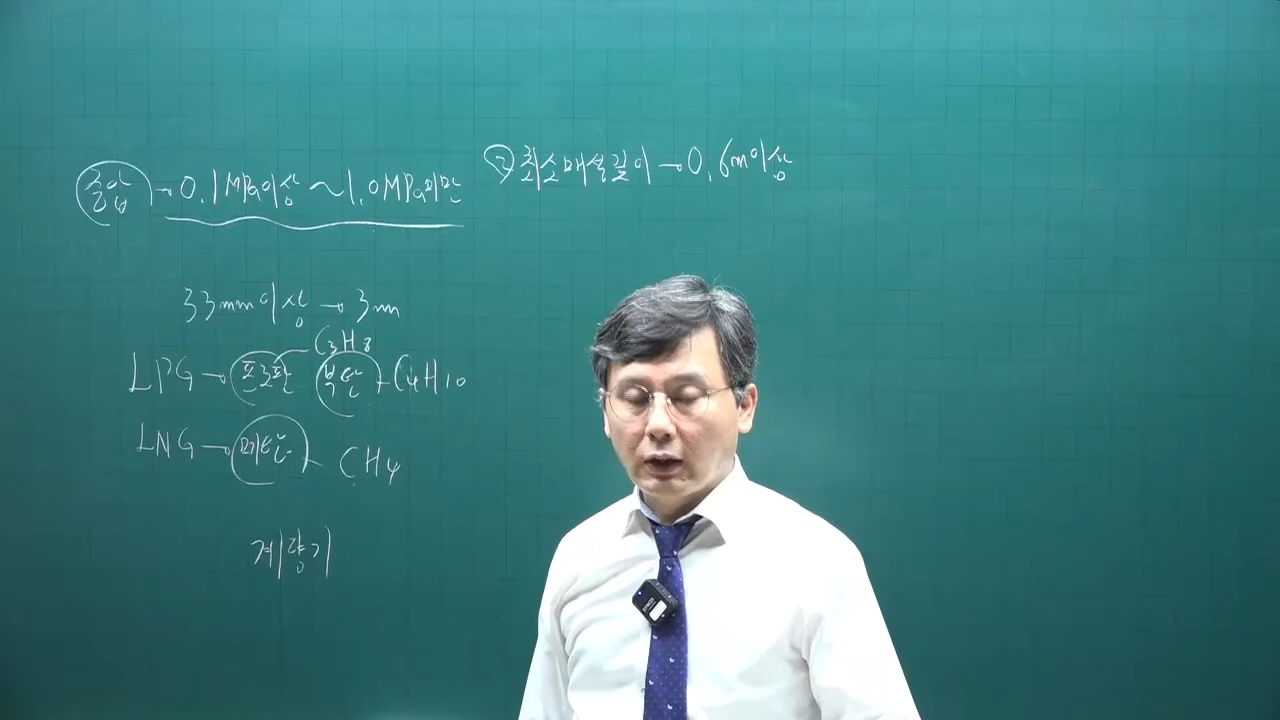 중압 → 0.1MPa이상 ~ 1.0MPa미만
33mm이상 → 3m
C3H8
LPG → 프로판 부탄 C4H10
LNG → 메탄 CH4
계량기
② 최소매설깊이 → 0.6m이상